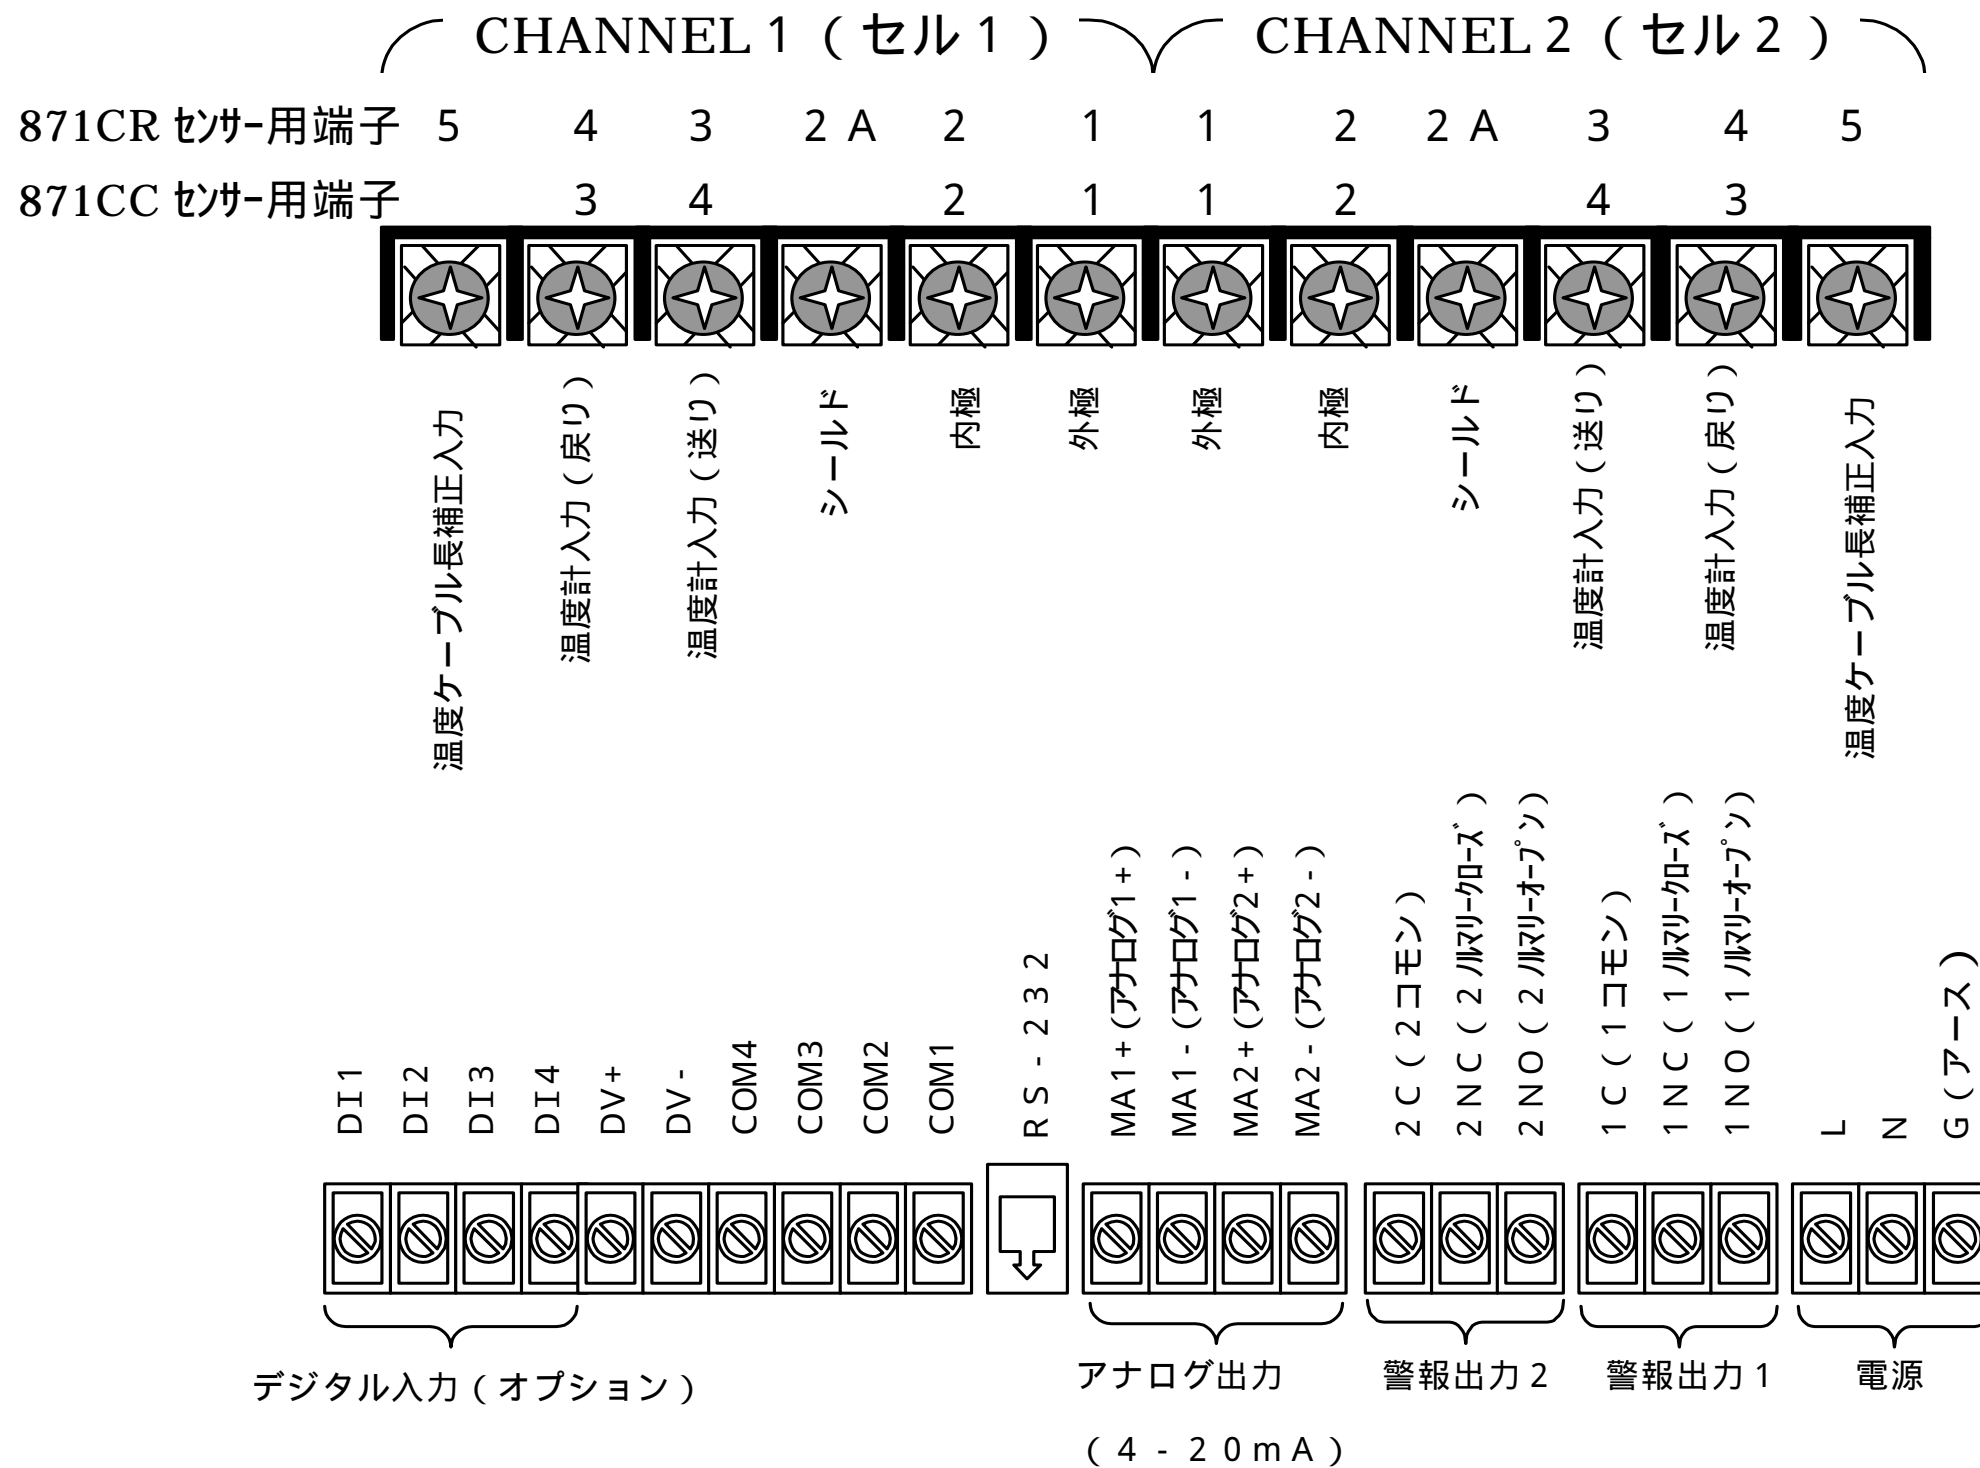 CHANNEL１（セル１）
CHANNEL２（セル２）
871CR ｾﾝｻｰ用端子 5 4 3 2 A 2 1 1 2 2 A 3 4 5
871CC ｾﾝｻｰ用端子 3 4 2 1 1 2 4 3
温度ケーブル長補正入力
温度計入力（戻り）
温度計入力（送り）
シールド
内極
外極
外極
内極
シールド
温度計入力（送り）
温度計入力（戻り）
温度ケーブル長補正入力
DI1
DI2
DI3
DI4
DV+
DV-
COM4
COM3
COM2
COM1
RS-232
MA1+(ｱﾅﾛｸﾞ1+)
MA1-(ｱﾅﾛｸﾞ1-)
MA2+(ｱﾅﾛｸﾞ2+)
MA2-(ｱﾅﾛｸﾞ2-)
2C（2コモン）
2NC（2ﾉﾙﾏﾘｰｸﾛｰｽﾞ）
2NO（2ﾉﾙﾏﾘｰｵｰﾌﾟﾝ）
1C（1コモン）
1NC（1ﾉﾙﾏﾘｰｸﾛｰｽﾞ）
1NO（1ﾉﾙﾏﾘｰｵｰﾌﾟﾝ）
L
N
G（アース）
デジタル入力（オプション）
アナログ出力
（4-20mA）
警報出力2
警報出力1
電源